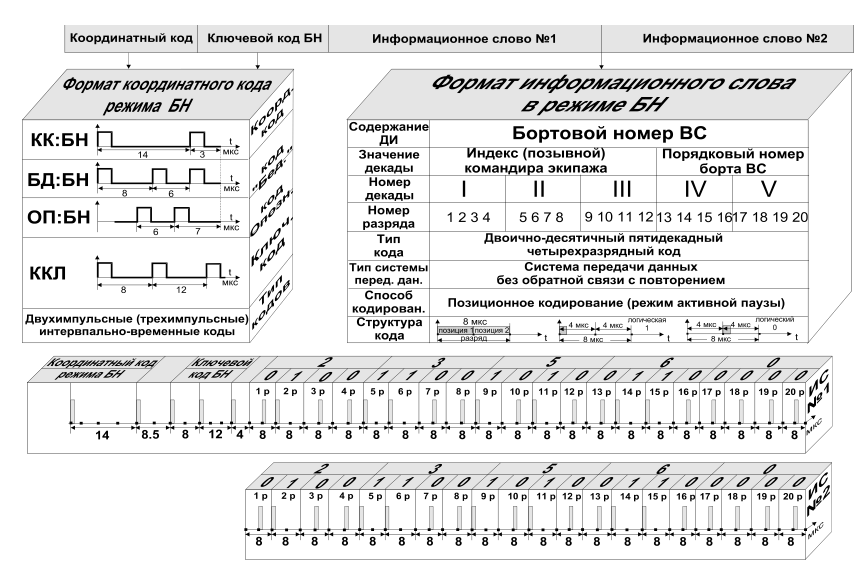 Координатный код Ключевой код БН Информационное слово №1 Информационное слово №2
Формат координатного кода
режима БН
КК:БН 14 3 t мкс
БД:БН 8 6 t мкс
ОП:БН 6 7 t мкс
ККЛ 8 12 t мкс
Двухимпульсные (трехимпульсные)
интервпально-временные коды
Коорд. код
код "Бед."
код Опозн.
Ключ. код
Тип кодов
Формат информационного слова
в режиме БН
Содержание ДИ Бортовой номер ВС
Значение декады Индекс (позывной) командира экипажа Порядковый номер борта ВС
Номер декады I II III IV V
Номер разряда 1 2 3 4 5 6 7 8 9 10 11 12 13 14 15 16 17 18 19 20
Тип кода Двоично-десятичный пятидекадный четырехразрядный код
Тип системы перед. дан. Система передачи данных без обратной связи с повторением
Способ кодирован. Позиционное кодирование (режим активной паузы)
Структура кода 8 мкс позиция 1 позиция 2 разряд t 4 мкс 4 мкс логическая 1 8 мкс t 4 мкс 4 мкс логический 0 8 мкс t
Координатный код режима БН Ключевой код БН 2 3 5 6 0
0 1 0 0 1 1 0 0 1 0 1 0 0 1 1 0 0 0 0 0
1 р 2 р 3 р 4 р 5 р 6 р 7 р 8 р 9 р 10 р 11 р 12 р 13 р 14 р 15 р 16 р 17 р 18 р 19 р 20 р
ИС №1
14 8.5 8 12 4 8 8 8 8 8 8 8 8 8 8 8 8 8 8 8 8 8 8 8 8 мкс
2 3 5 6 0
0 1 0 0 1 1 0 0 1 0 1 0 0 1 1 0 0 0 0 0
1 р 2 р 3 р 4 р 5 р 6 р 7 р 8 р 9 р 10 р 11 р 12 р 13 р 14 р 15 р 16 р 17 р 18 р 19 р 20 р
ИС №2
8 8 8 8 8 8 8 8 8 8 8 8 8 8 8 8 8 8 8 8 мкс